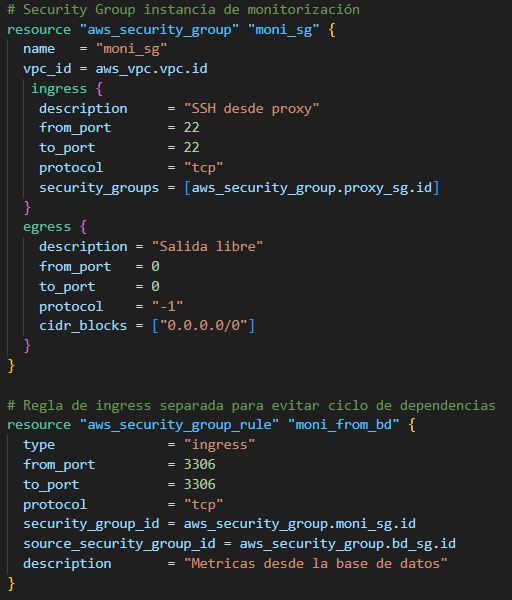 # Security Group instancia de monitorización
resource "aws_security_group" "moni_sg" {
  name   = "moni_sg"
  vpc_id = aws_vpc.vpc.id
   ingress {
    description     = "SSH desde proxy"
    from_port       = 22
    to_port         = 22
    protocol        = "tcp"
    security_groups = [aws_security_group.proxy_sg.id]
  }
  egress {
    description = "Salida libre"
    from_port   = 0
    to_port     = 0
    protocol    = "-1"
    cidr_blocks = ["0.0.0.0/0"]
  }
}

# Regla de ingress separada para evitar ciclo de dependencias
resource "aws_security_group_rule" "moni_from_bd" {
  type              = "ingress"
  from_port         = 3306
  to_port           = 3306
  protocol          = "tcp"
  security_group_id = aws_security_group.moni_sg.id
  source_security_group_id = aws_security_group.bd_sg.id
  description       = "Metricas desde la base de datos"
}